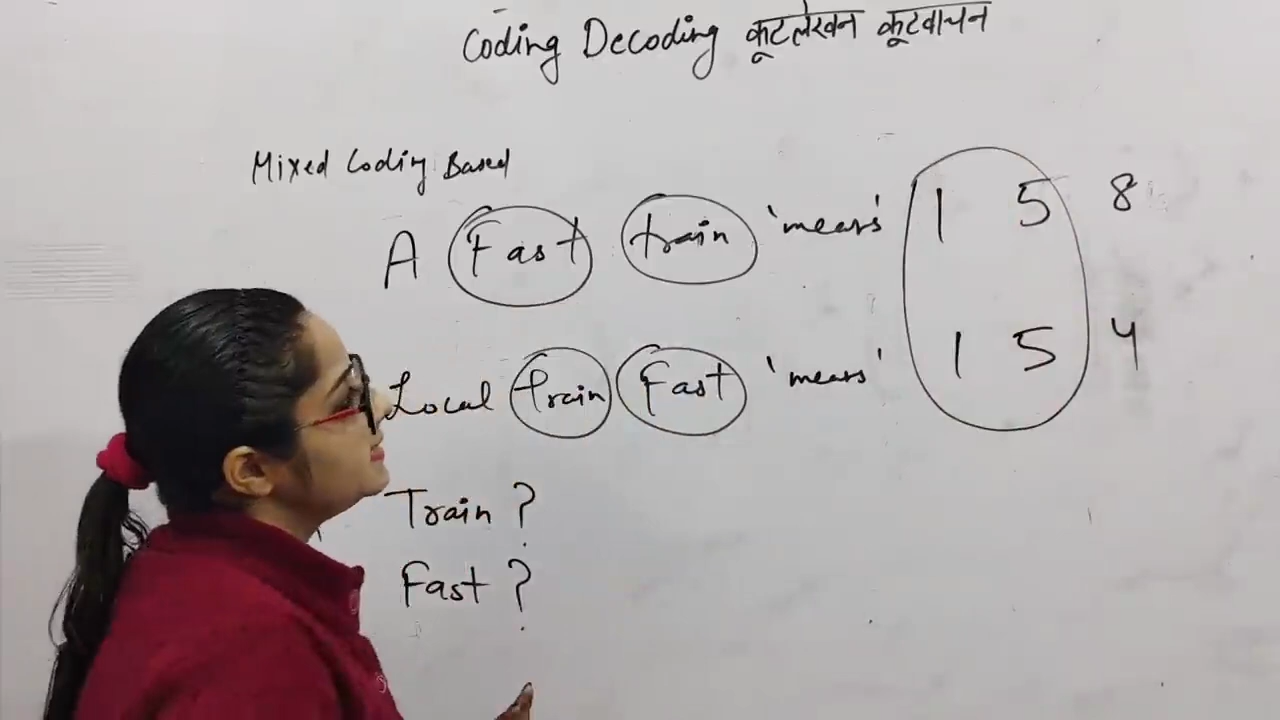 Coding Decoding कूटलेखन कूटवाचन
Mixed Coding Based
A Fast train 'means' 1 5 8
Local train Fast 'means' 1 5 4
Train ?
Fast ?